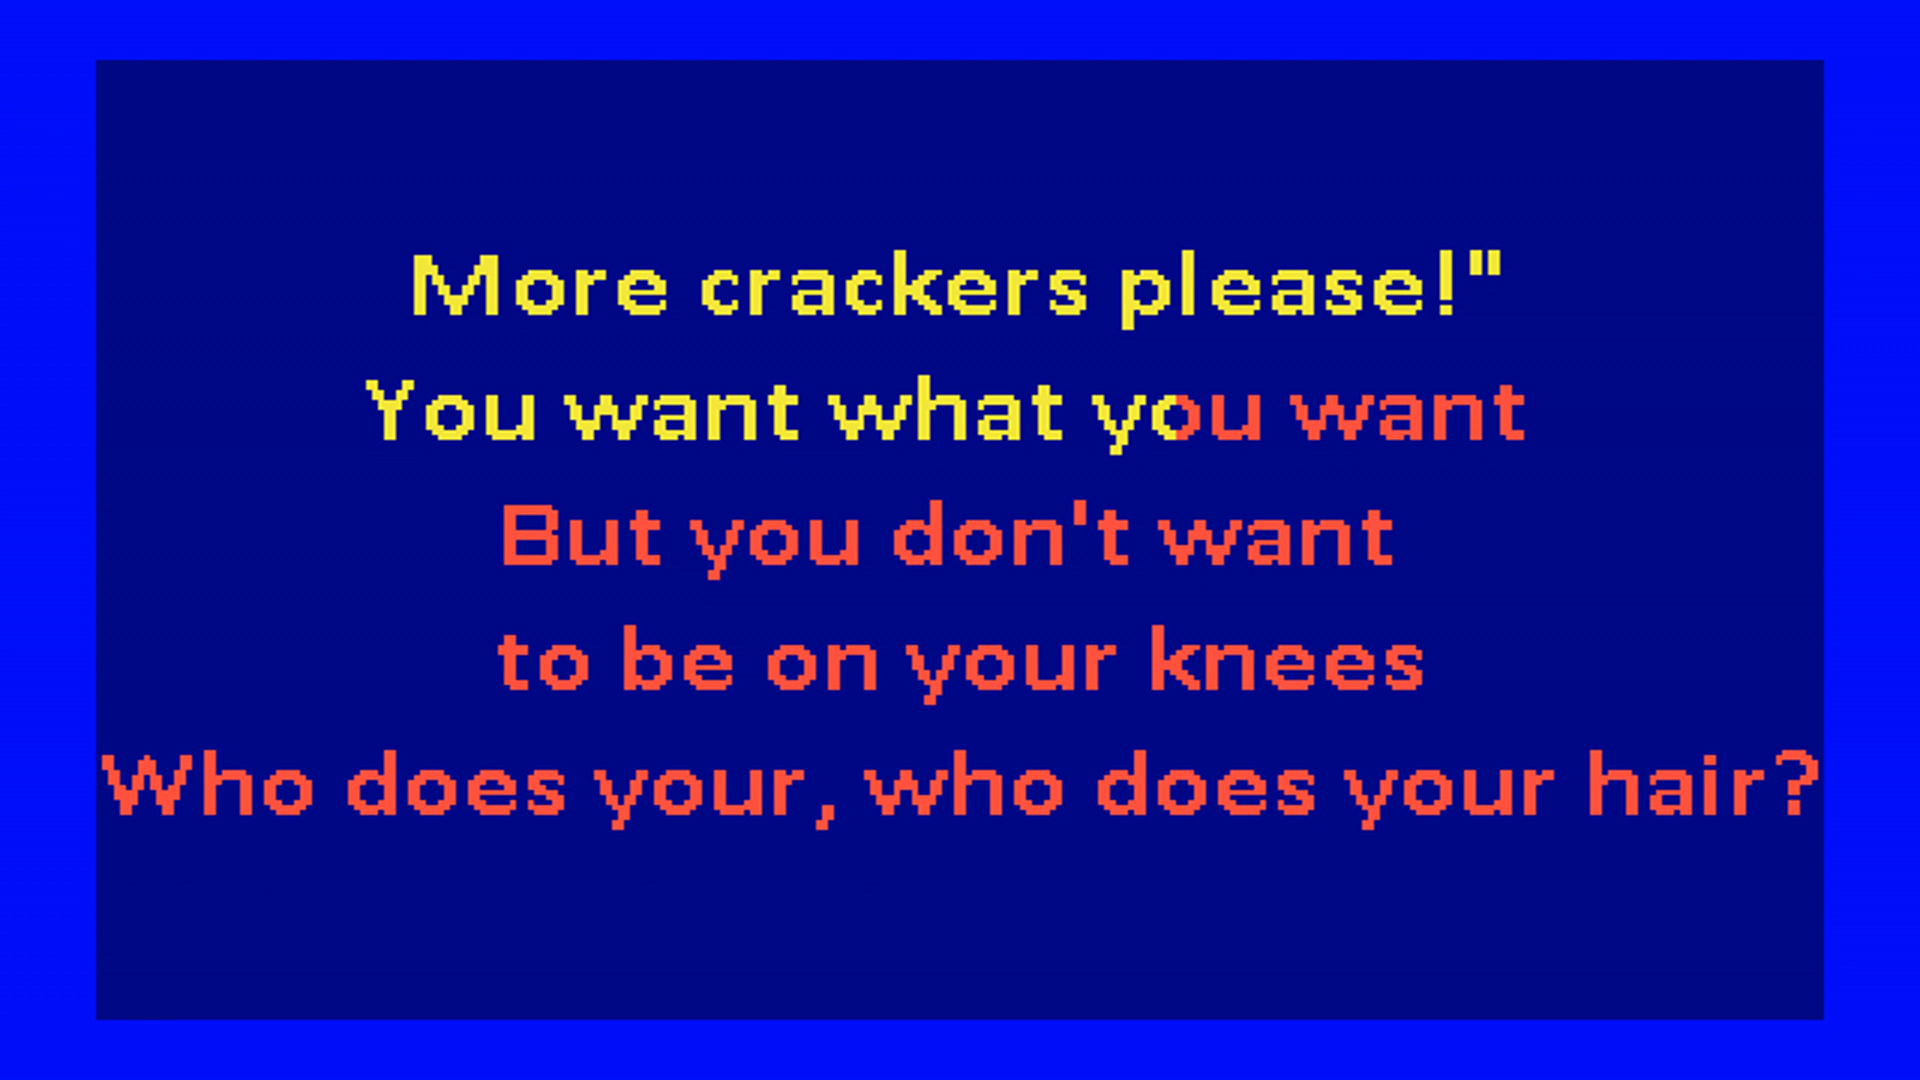 More crackers please!"
You want what you want
But you don't want
to be on your knees
Who does your, who does your hair?